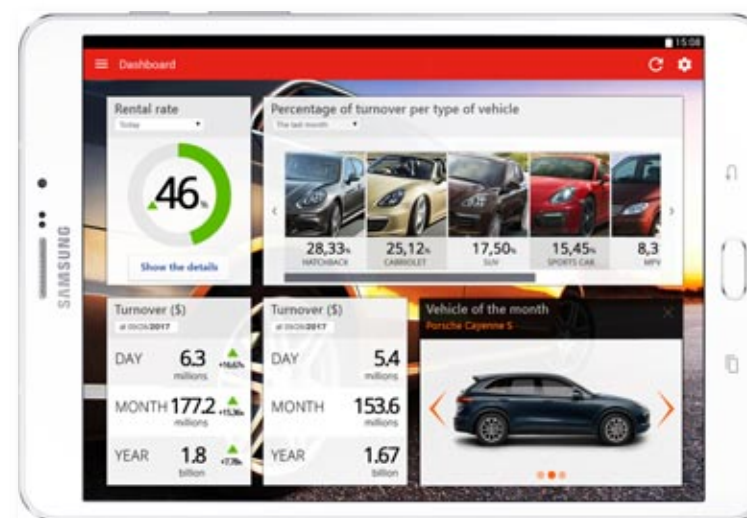 15:08
Dashboard
Rental rate
Today
46%
Show the details
Percentage of turnover per type of vehicle
The last month
28,33%
HATCHBACK
25,12%
CABRIOLET
17,50%
SUV
15,45%
SPORTS CAR
8,3
MPV
Turnover ($)
2017
DAY 6.3
millions
MONTH 177.2
millions
YEAR 1.8
billion
Turnover ($)
2017
DAY 5.4
millions
MONTH 153.6
millions
YEAR 1.67
billion
Vehicle of the month
Porsche Cayenne S
SAMSUNG